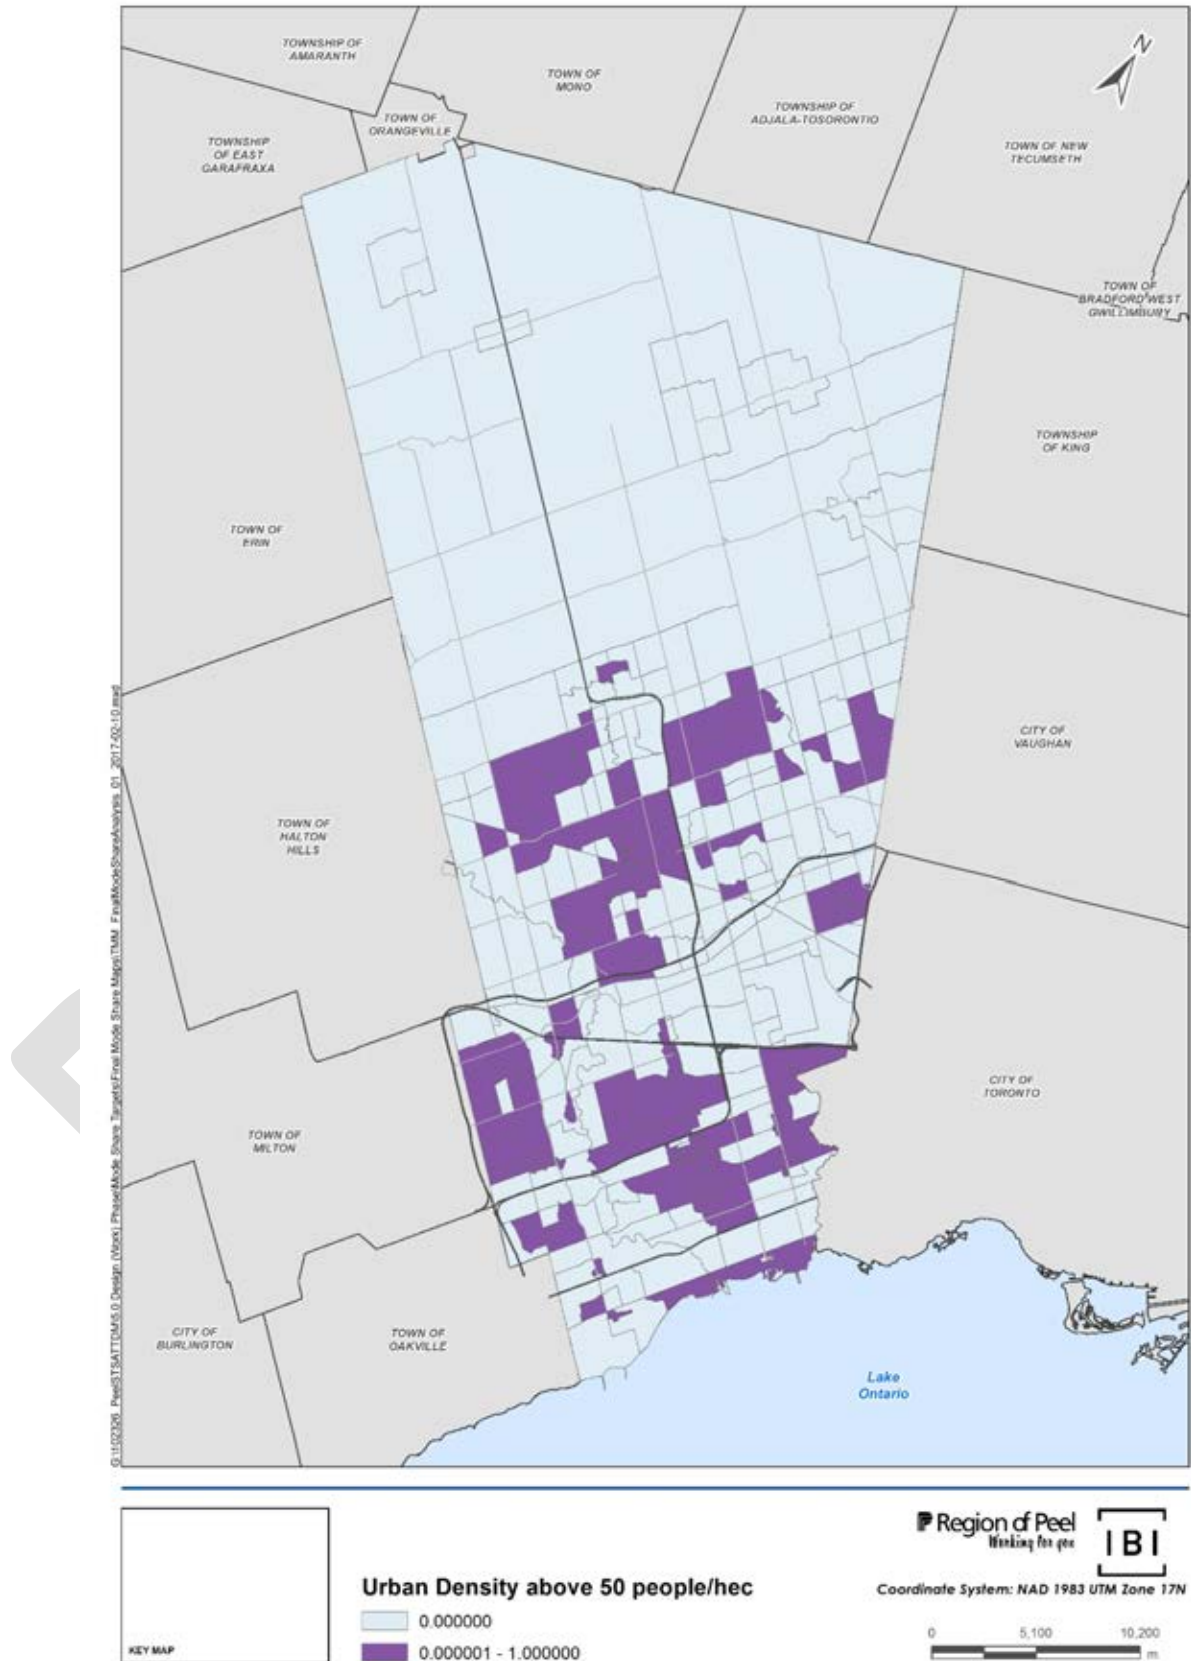 TOWNSHIP OF
AMARANTH
TOWN OF
MONO
N
TOWN OF
ORANGEVILLE
TOWNSHIP OF
ADJALA-TOSORONTIO
TOWNSHIP
OF EAST
GARAFRAXA
TOWN OF NEW
TECUMSETH
TOWN OF
BRADFORD WEST
GWILLIMBURY
TOWNSHIP
OF KING
TOWN OF
ERIN
CITY OF
VAUGHAN
TOWN OF
HALTON
HILLS
CITY OF
TORONTO
TOWN OF
MILTON
CITY OF
BURLINGTON
TOWN OF
OAKVILLE
Lake
Ontario
Region of Peel
Working for you
IBI
Urban Density above 50 people/hec
0.000000
0.000001 - 1.000000
Coordinate System: NAD 1983 UTM Zone 17N
0 5,100 10,200
m
KEY MAP